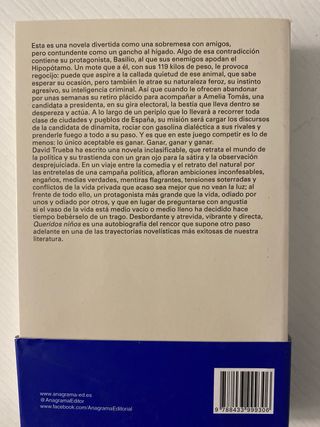 Esta es una novela divertida como una sobremesa con amigos,
pero contundente como un gancho al hígado. Algo de esa contradicción
contiene su protagonista, Basilio, al que sus enemigos apodan el
Hipopótamo. Un mote que a él, con sus 119 kilos de peso, le provoca
regocijo: puede que aspire a la callada quietud de ese animal, que sabe
esperar su ocasión, pero también le atrae su naturaleza feroz, su instinto
agresivo, su inteligencia criminal. Así que cuando le ofrecen abandonar
por unas semanas su retiro plácido para acompañar a Amelia Tomás, una
candidata a presidenta, en su gira electoral, la bestia que lleva dentro se
despereza y actúa. A lo largo de un periplo que lo llevará a recorrer toda
clase de ciudades y pueblos de España, su misión será cargar los discursos
de la candidata de dinamita, rociar con gasolina dialéctica a sus rivales y
prenderle fuego a todo a su paso. Y es que en este juego competir es lo de
menos: lo único aceptable es ganar. Ganar, ganar y ganar.
David Trueba ha escrito una novela inclasificable, que retrata el mundo de
la política y su trastienda con un gran ojo para la sátira y la observación
desprejuiciada. En un viaje entre la comedia y el retrato del natural por
las entretelas de una campaña política, afloran ambiciones inconfesables,
engaños, medias verdades, mentiras flagrantes, tensiones soterradas y
conflictos de la vida privada que acaso sea mejor que no vean la luz; al
frente de todo ello, un protagonista más grande que la vida, odiado por
unos y odiado por otros, y que en lugar de preguntarse con angustia
si el vaso de la vida está medio vacío o medio lleno ha decidido hace
tiempo bebérselo de un trago. Desbordante y atrevida, vibrante y directa,
Queridos niños es una autobiografía del rencor que supone otro paso
adelante en una de las trayectorias novelísticas más exitosas de nuestra
literatura.
www.anagrama-ed.es
@AnagramaEditor
www.facebook.com/AnagramaEditorial
9 788433 999306